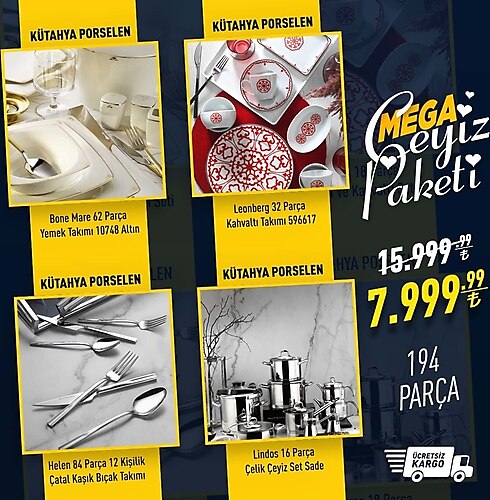 KÜTAHYA PORSELEN
Bone Mare 62 Parça
Yemek Takımı 10748 Altın
KÜTAHYA PORSELEN
Leonberg 32 Parça
Kahvaltı Takımı 596617
MEGA
Çeyiz
Paketi
15.999.99 ₺
7.999.99 ₺
194
PARÇA
KÜTAHYA PORSELEN
Helen 84 Parça 12 Kişilik
Çatal Kaşık Bıçak Takımı
KÜTAHYA PORSELEN
Lindos 16 Parça
Çelik Çeyiz Set Sade
ÜCRETSİZ
KARGO